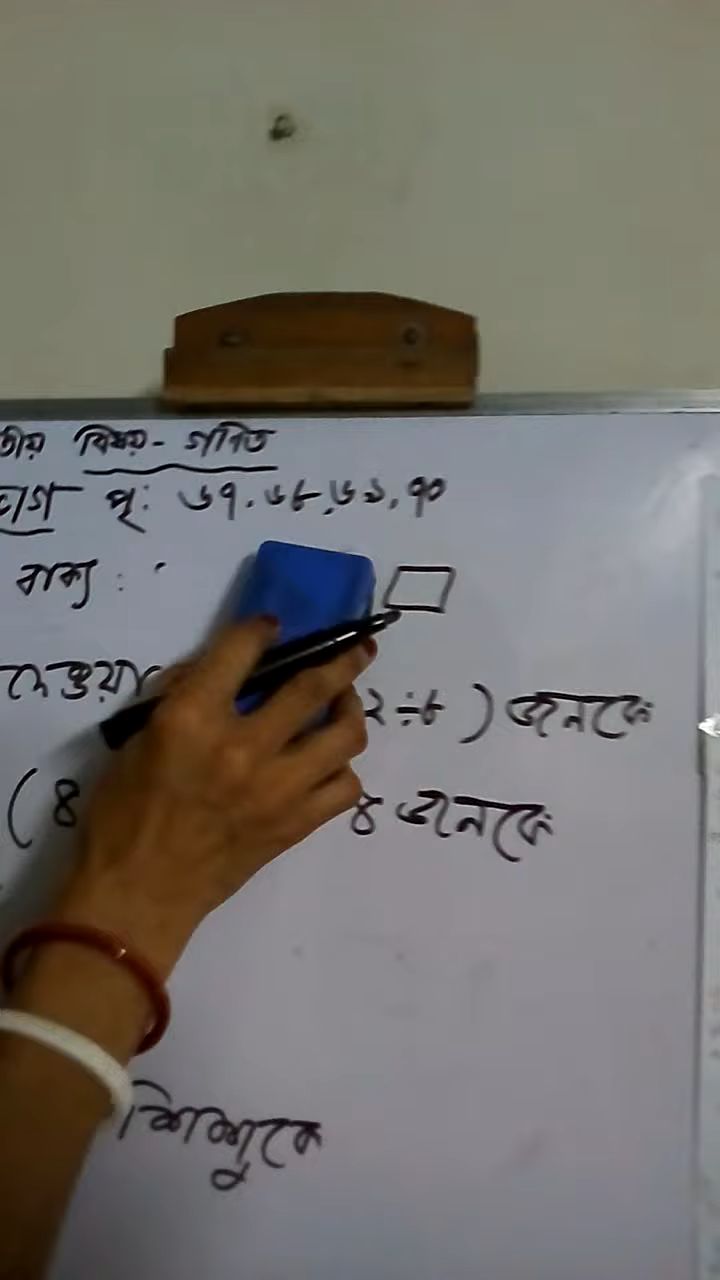 তীয় বিষয় - গণিত
ভাগ পৃ: ৬৭. ৬৮, ৬৯, ৭০
বাক্য :
দেওয়া ২ ÷ ৮ ) জনকে
( ৪ ৪ জনকে
শিশুকে